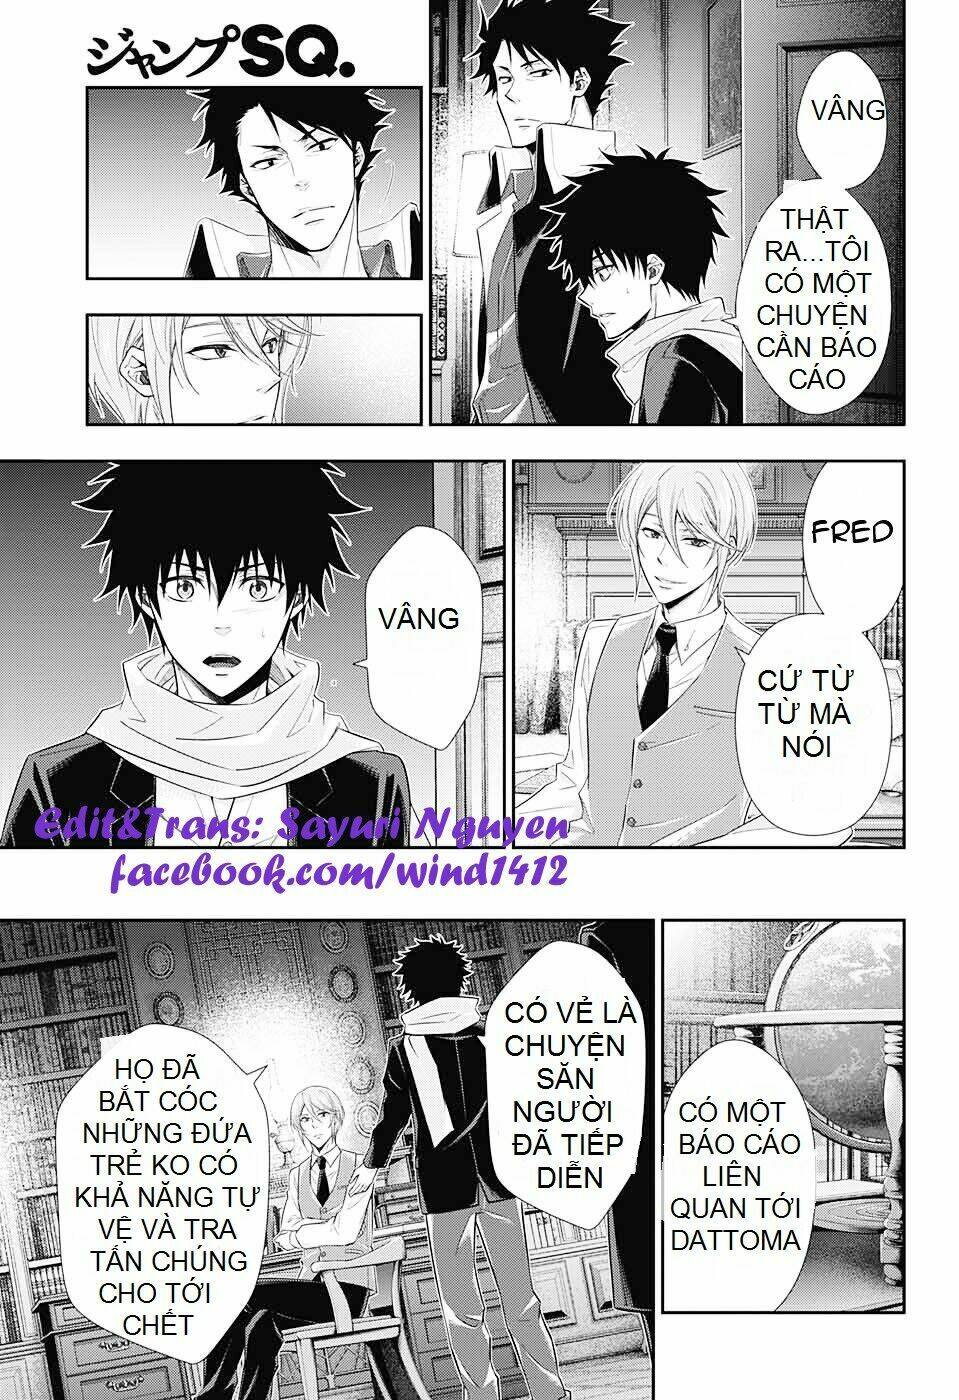 ジャンプSQ.
VÂNG
THẬT
RA...TÔI
CÓ MỘT
CHUYỆN
CẦN BÁO
CÁO
FRED
CỨ TỪ
TỪ MÀ
NÓI
VÂNG
Edit&Trans: Sayuri Nguyen
facebook.com/wind1412
CÓ MỘT
BÁO CÁO
LIÊN
QUAN TỚI
DATTOMA
CÓ VẺ LÀ
CHUYỆN
SĂN
NGƯỜI
ĐÃ TIẾP
DIỄN
HỌ ĐÃ
BẮT CÓC
NHỮNG ĐỨA
TRẺ KO CÓ
KHẢ NĂNG TỰ
VỆ VÀ TRA
TẤN CHÚNG
CHO TỚI
CHẾT